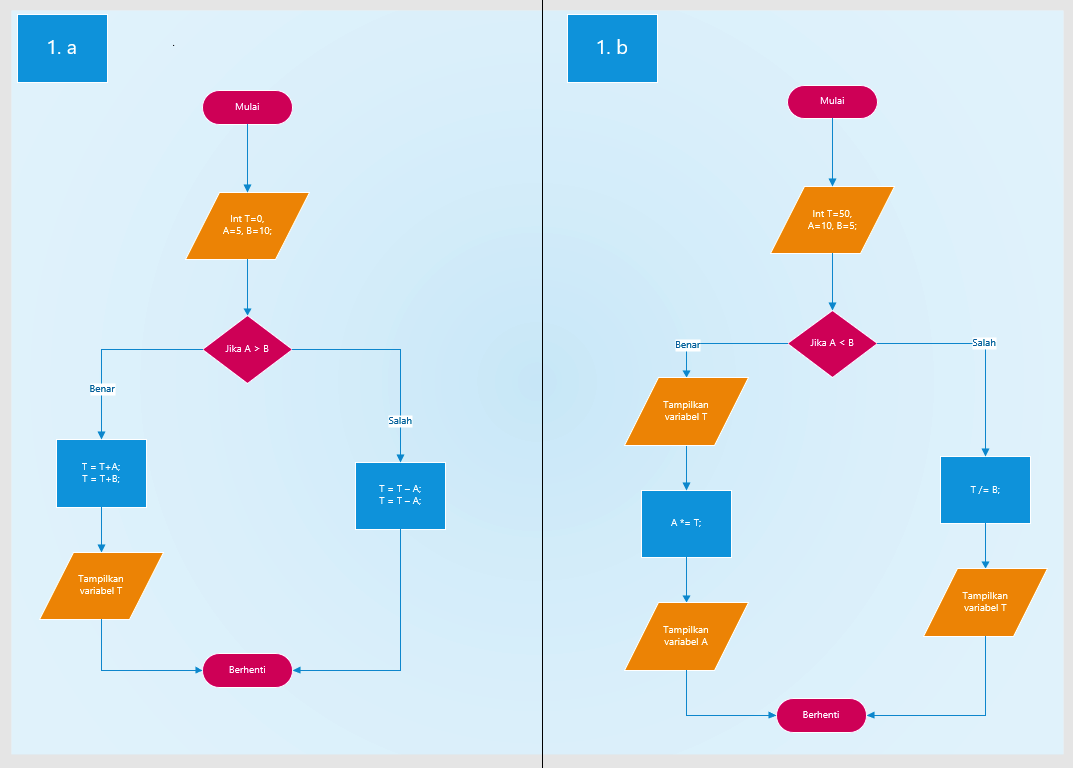 1. a
Mulai
Int T=0,
A=5, B=10;
Jika A > B
Benar
Salah
T = T+A;
T = T+B;
T = T – A;
T = T – A;
Tampilkan
variabel T
Berhenti
1. b
Mulai
Int T=50,
A=10, B=5;
Jika A < B
Benar
Salah
Tampilkan
variabel T
A *= T;
Tampilkan
variabel A
T /= B;
Tampilkan
variabel T
Berhenti